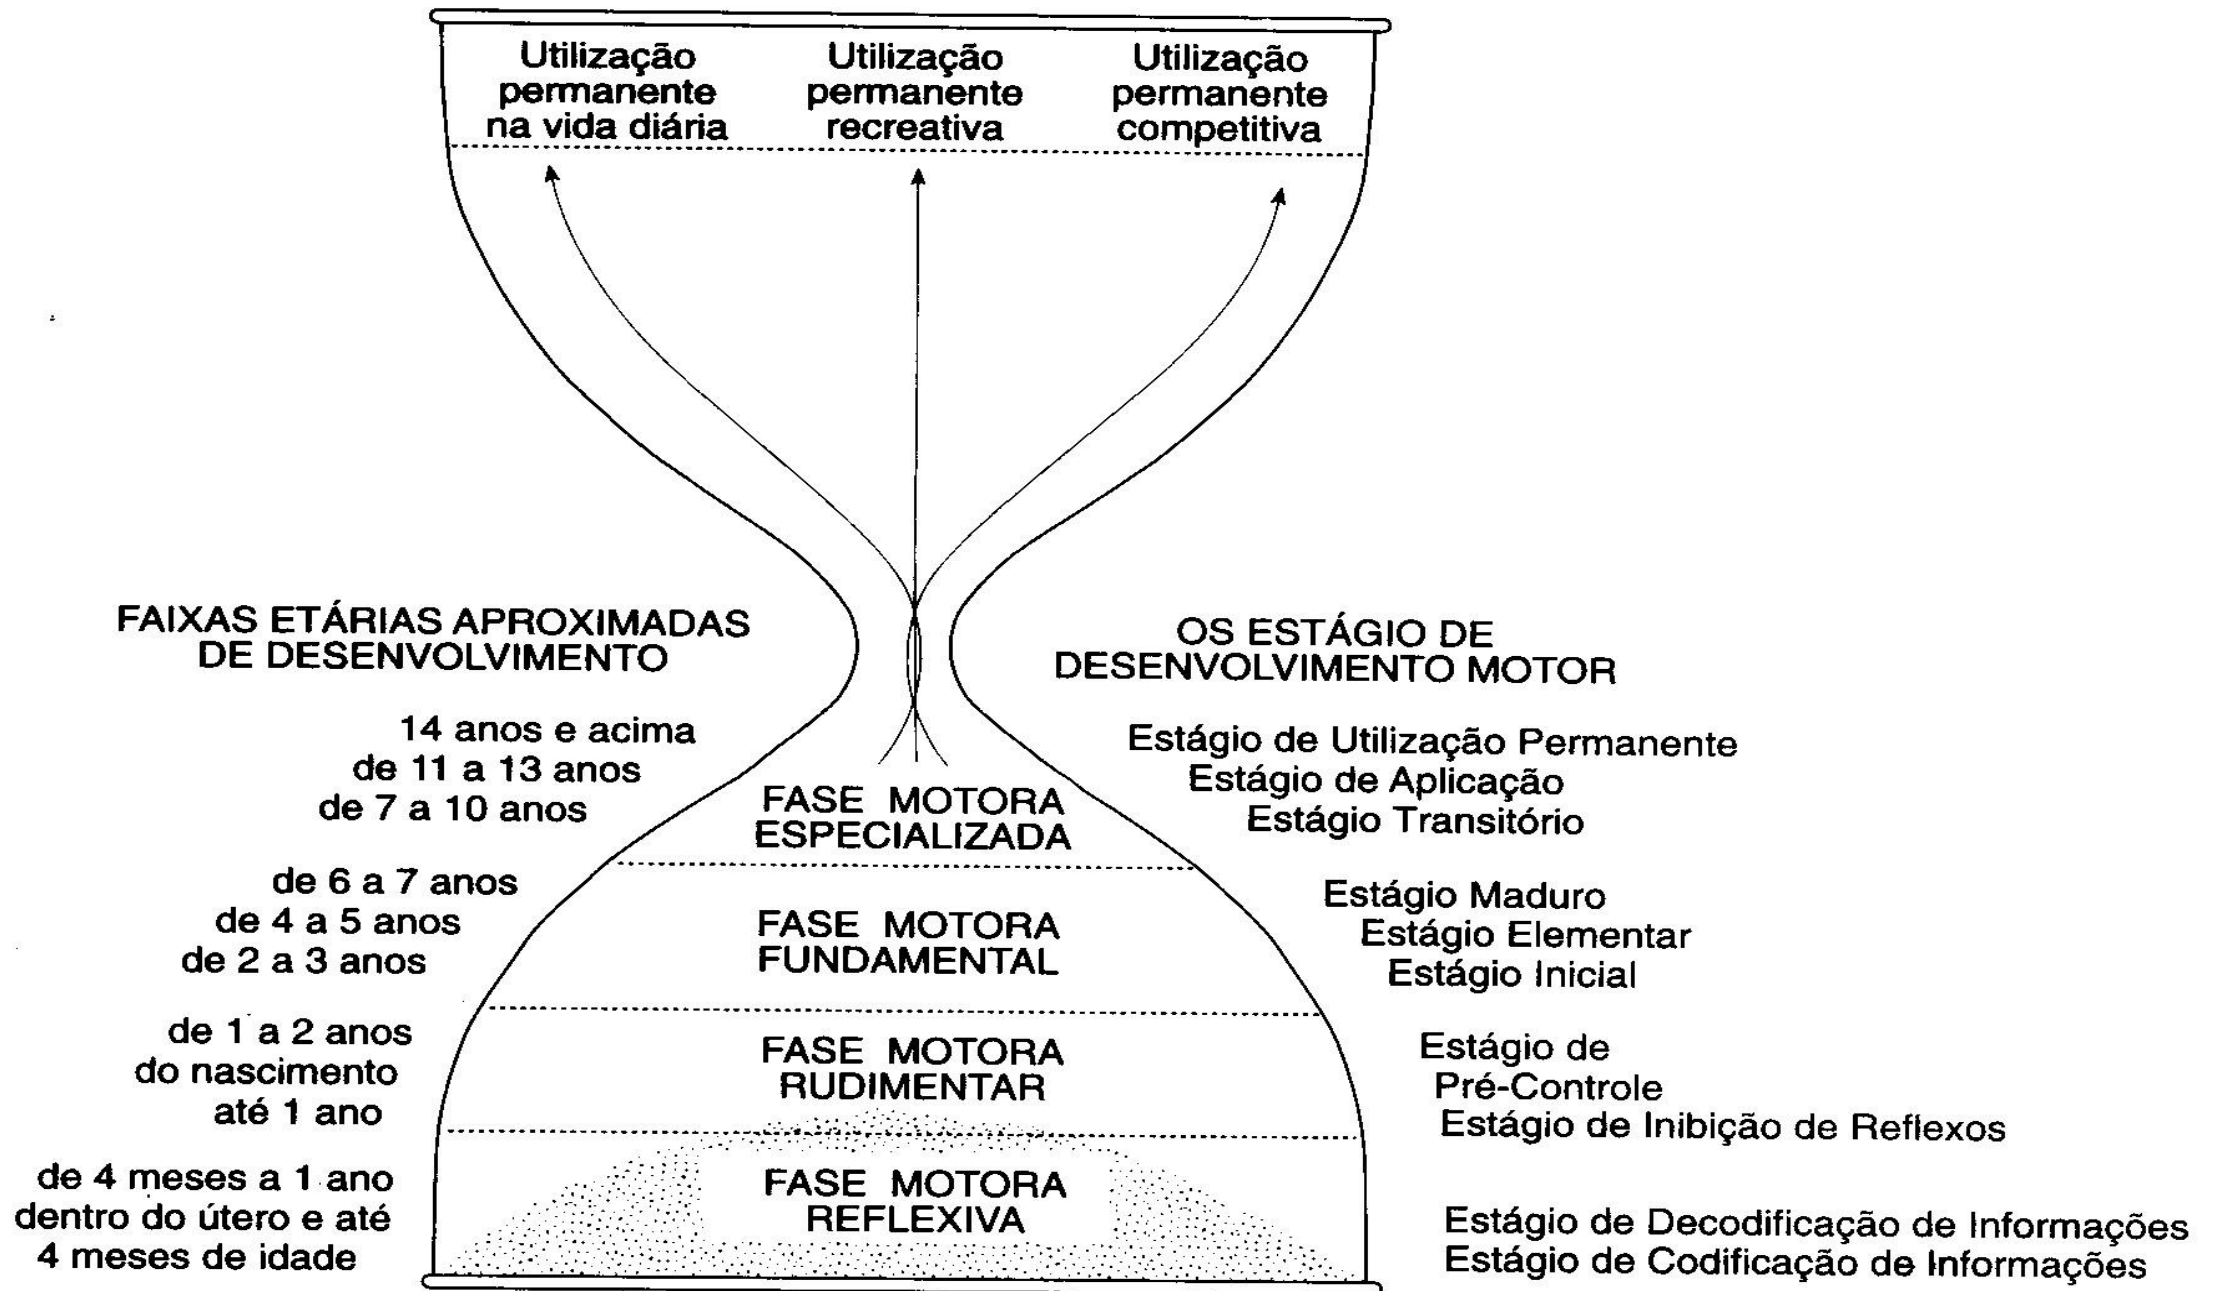 Utilização
permanente
na vida diária
Utilização
permanente
recreativa
Utilização
permanente
competitiva
FAIXAS ETÁRIAS APROXIMADAS
DE DESENVOLVIMENTO
14 anos e acima
de 11 a 13 anos
de 7 a 10 anos
de 6 a 7 anos
de 4 a 5 anos
de 2 a 3 anos
de 1 a 2 anos
do nascimento
até 1 ano
de 4 meses a 1 ano
dentro do útero e até
4 meses de idade
FASE MOTORA
ESPECIALIZADA
FASE MOTORA
FUNDAMENTAL
FASE MOTORA
RUDIMENTAR
FASE MOTORA
REFLEXIVA
OS ESTÁGIO DE
DESENVOLVIMENTO MOTOR
Estágio de Utilização Permanente
Estágio de Aplicação
Estágio Transitório
Estágio Maduro
Estágio Elementar
Estágio Inicial
Estágio de
Pré-Controle
Estágio de Inibição de Reflexos
Estágio de Decodificação de Informações
Estágio de Codificação de Informações